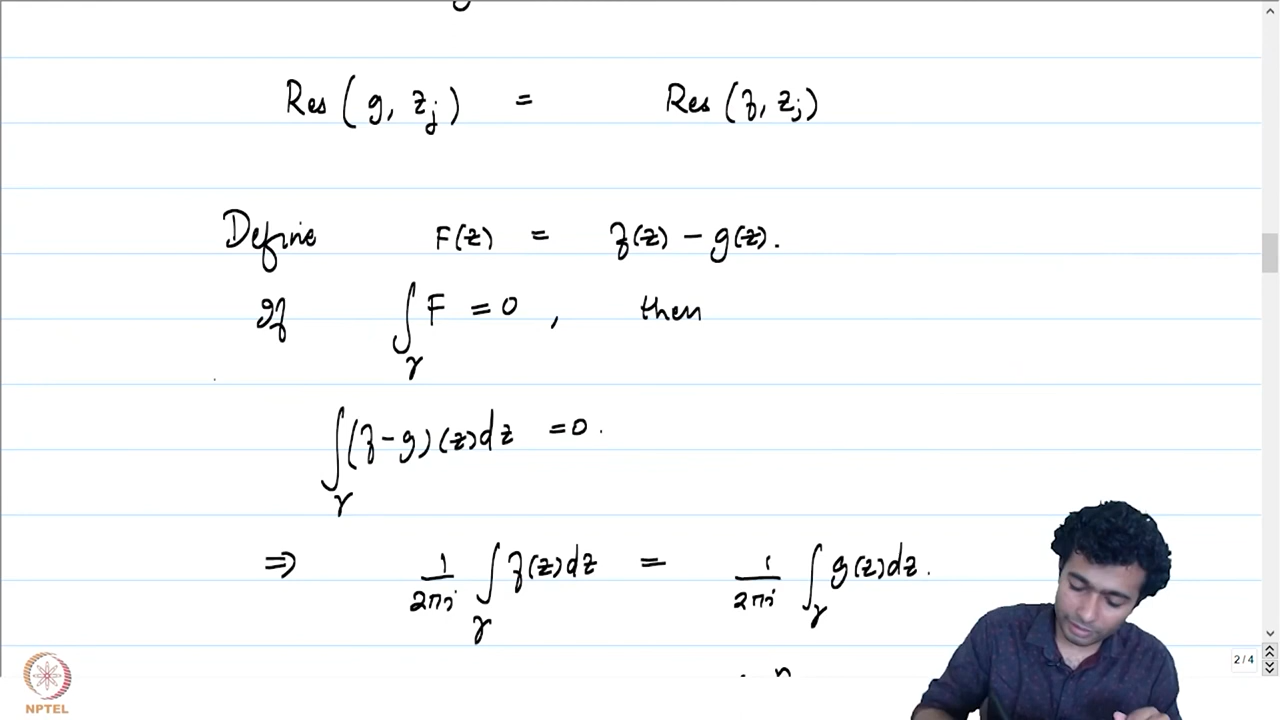 Res ( g, z_j ) = Res ( f, z_j )
Define F(z) = f(z) − g(z).
If ∫_γ F = 0 , then
∫_γ (f − g) (z) dz = 0 .
⇒ 1/2πi ∫_γ f(z) dz = 1/2πi ∫_γ g(z) dz .
n
2 / 4
NPTEL